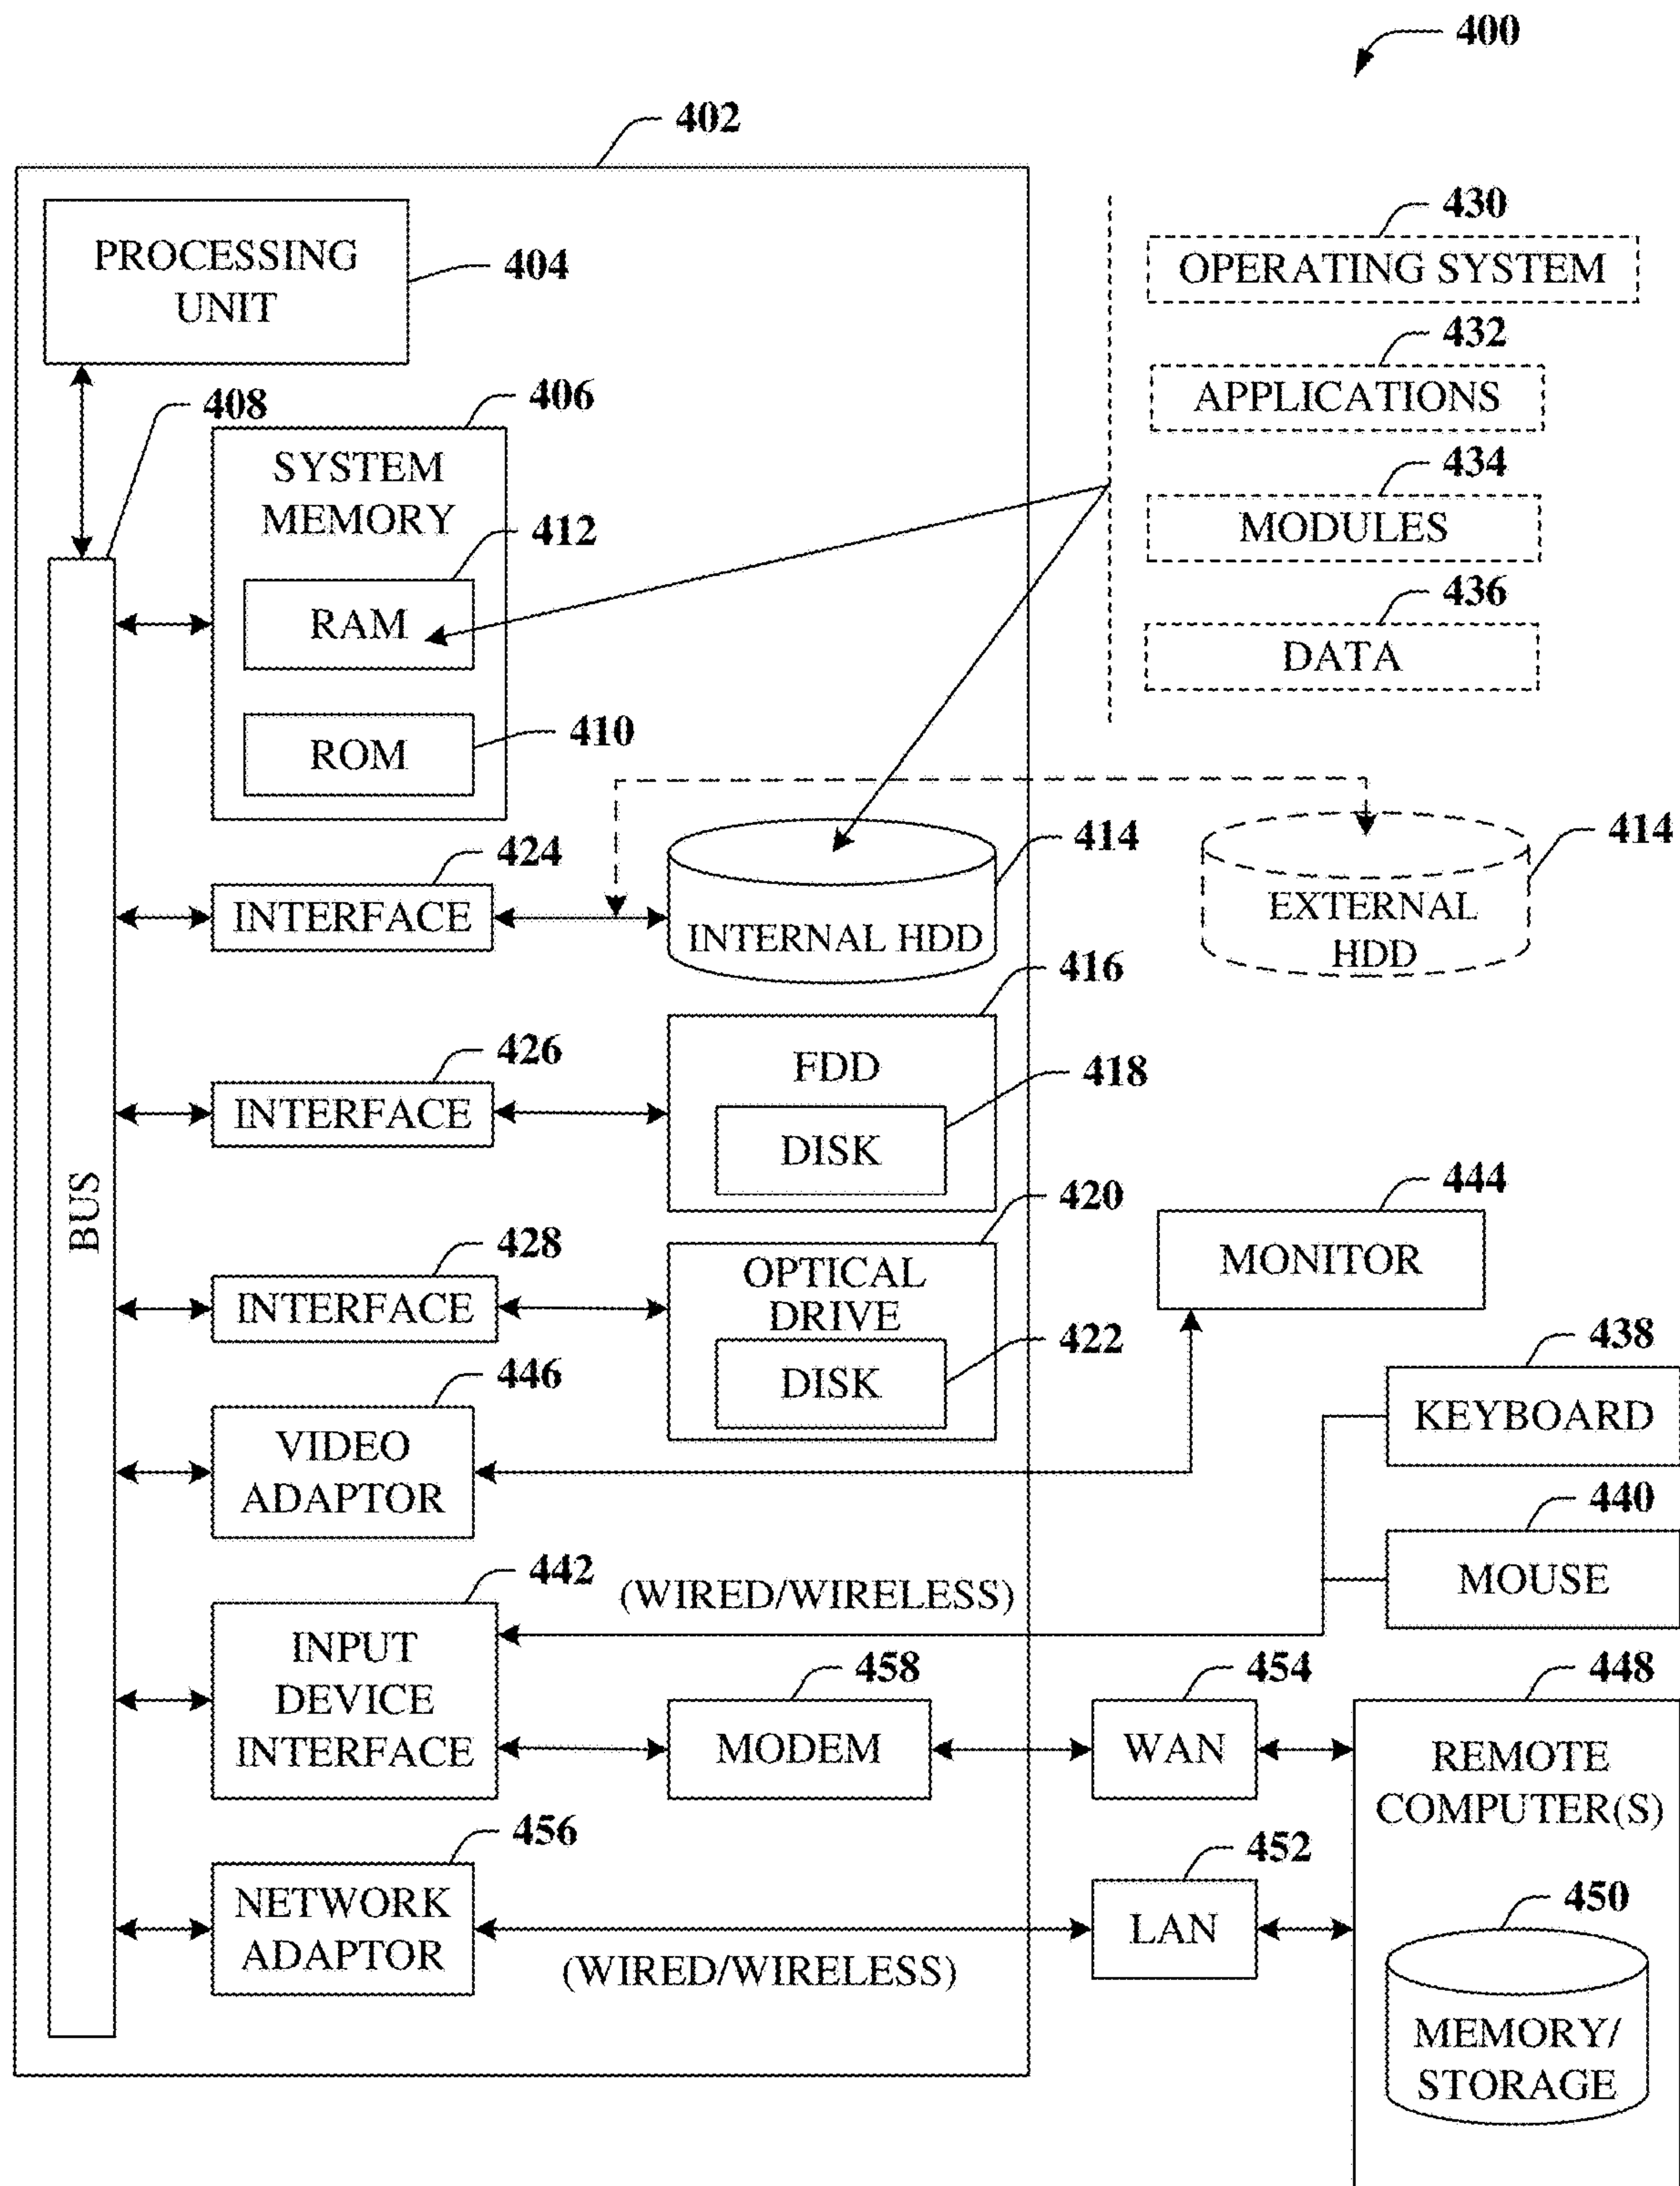 400
402
PROCESSING
UNIT
404
430
OPERATING SYSTEM
432
APPLICATIONS
434
MODULES
436
DATA
408
406
SYSTEM
MEMORY
412
RAM
410
ROM
424
INTERFACE
414
INTERNAL HDD
414
EXTERNAL
HDD
416
FDD
426
INTERFACE
418
DISK
BUS
420
OPTICAL
DRIVE
428
INTERFACE
422
DISK
444
MONITOR
438
KEYBOARD
446
VIDEO
ADAPTOR
440
MOUSE
442
(WIRED/WIRELESS)
INPUT
DEVICE
INTERFACE
458
MODEM
454
WAN
448
REMOTE
COMPUTER(S)
456
NETWORK
ADAPTOR
(WIRED/WIRELESS)
452
LAN
450
MEMORY/
STORAGE